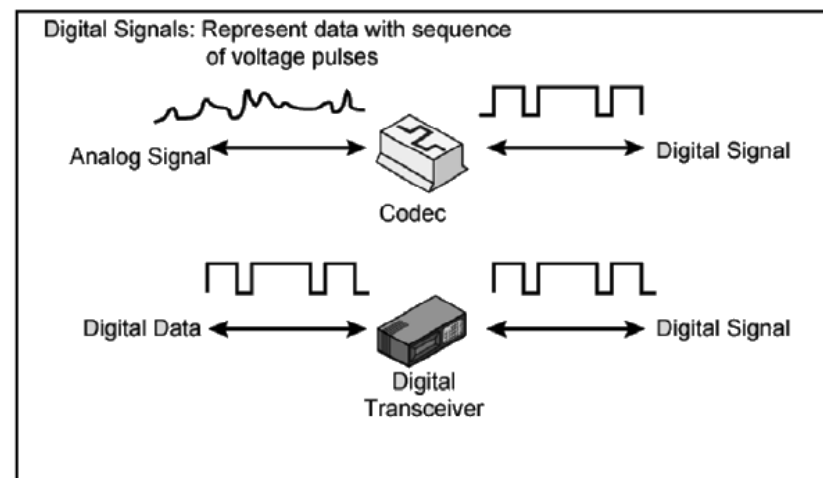 Digital Signals: Represent data with sequence
of voltage pulses
Analog Signal
Digital Signal
Codec
Digital Data
Digital Signal
Digital
Transceiver